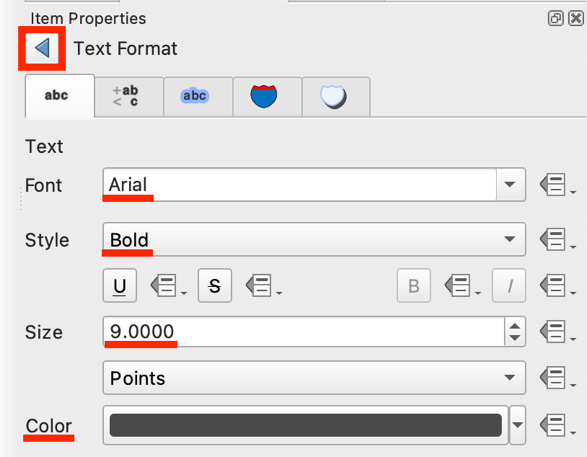 Item Properties
Text Format
abc
+ab
< c
abc
Text
Font
Arial
Style
Bold
U
S
B
I
Size
9.0000
Points
Color